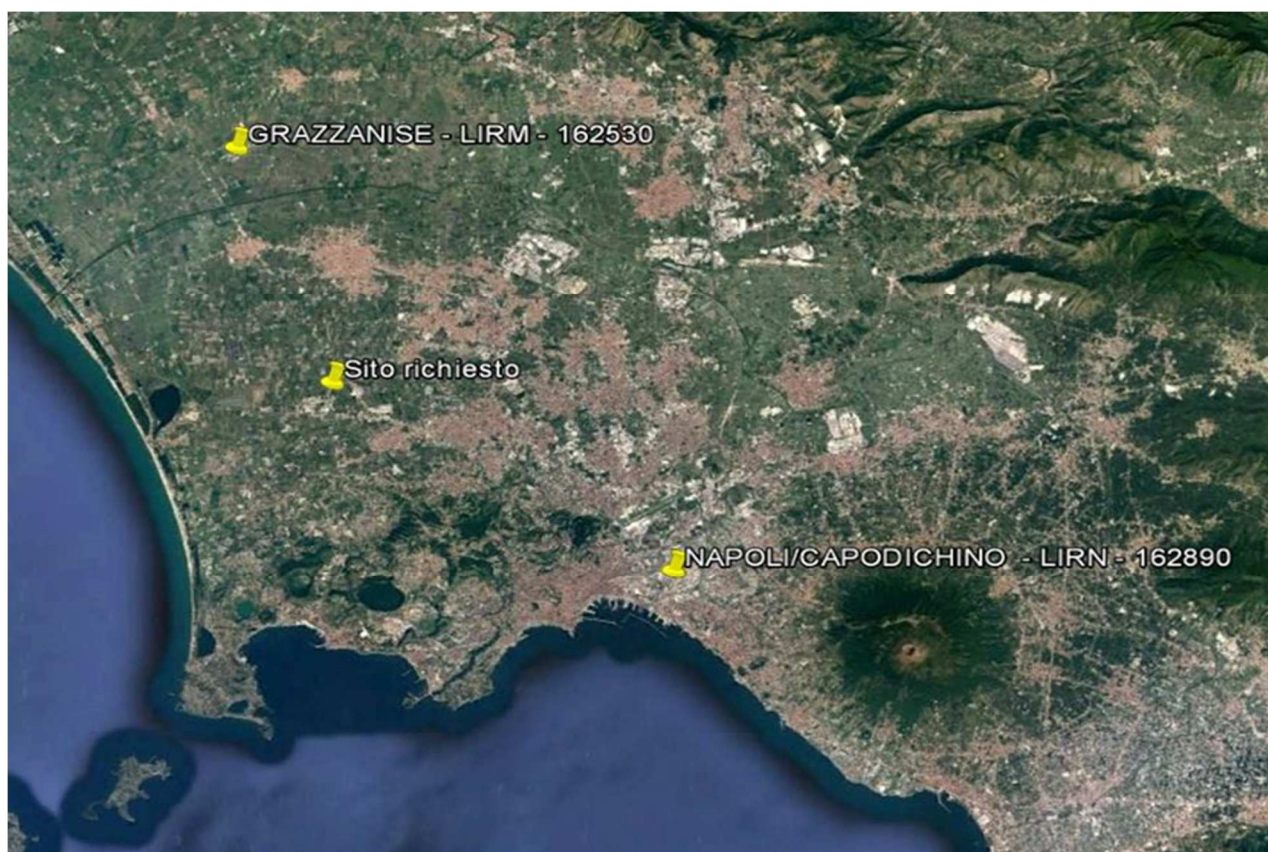 GRAZZANISE - LIRM - 162530
Sito richiesto
NAPOLI/CAPODICHINO - LIRN - 162890